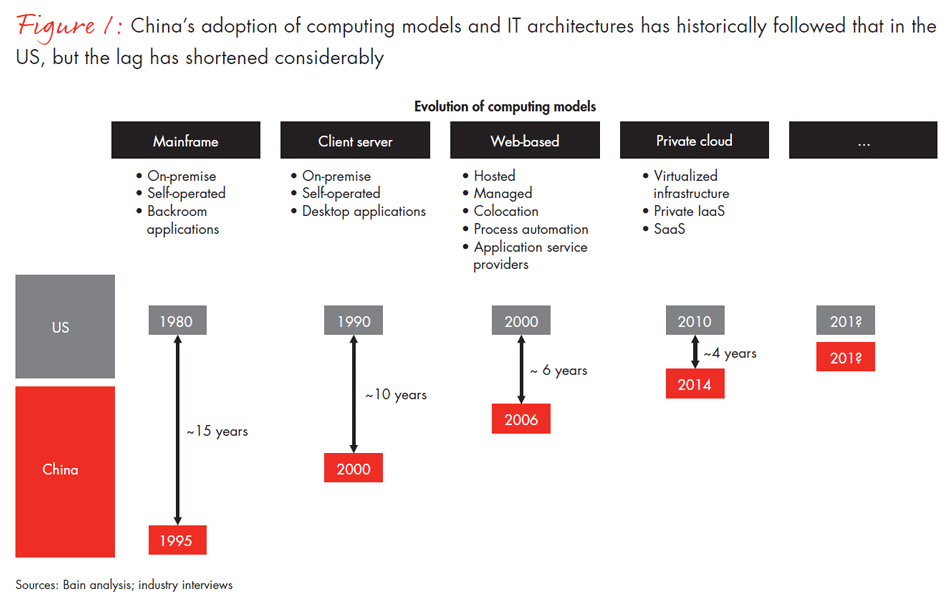 Figure 1: China’s adoption of computing models and IT architectures has historically followed that in the
US, but the lag has shortened considerably
Evolution of computing models
Mainframe
Client server
Web-based
Private cloud
...
• On-premise
• Self-operated
• Backroom
applications
• On-premise
• Self-operated
• Desktop applications
• Hosted
• Managed
• Colocation
• Process automation
• Application service
providers
• Virtualized
infrastructure
• Private IaaS
• SaaS
US
1980
1990
2000
2010
201?
201?
~4 years
~ 6 years
2014
~10 years
2006
~15 years
China
2000
1995
Sources: Bain analysis; industry interviews